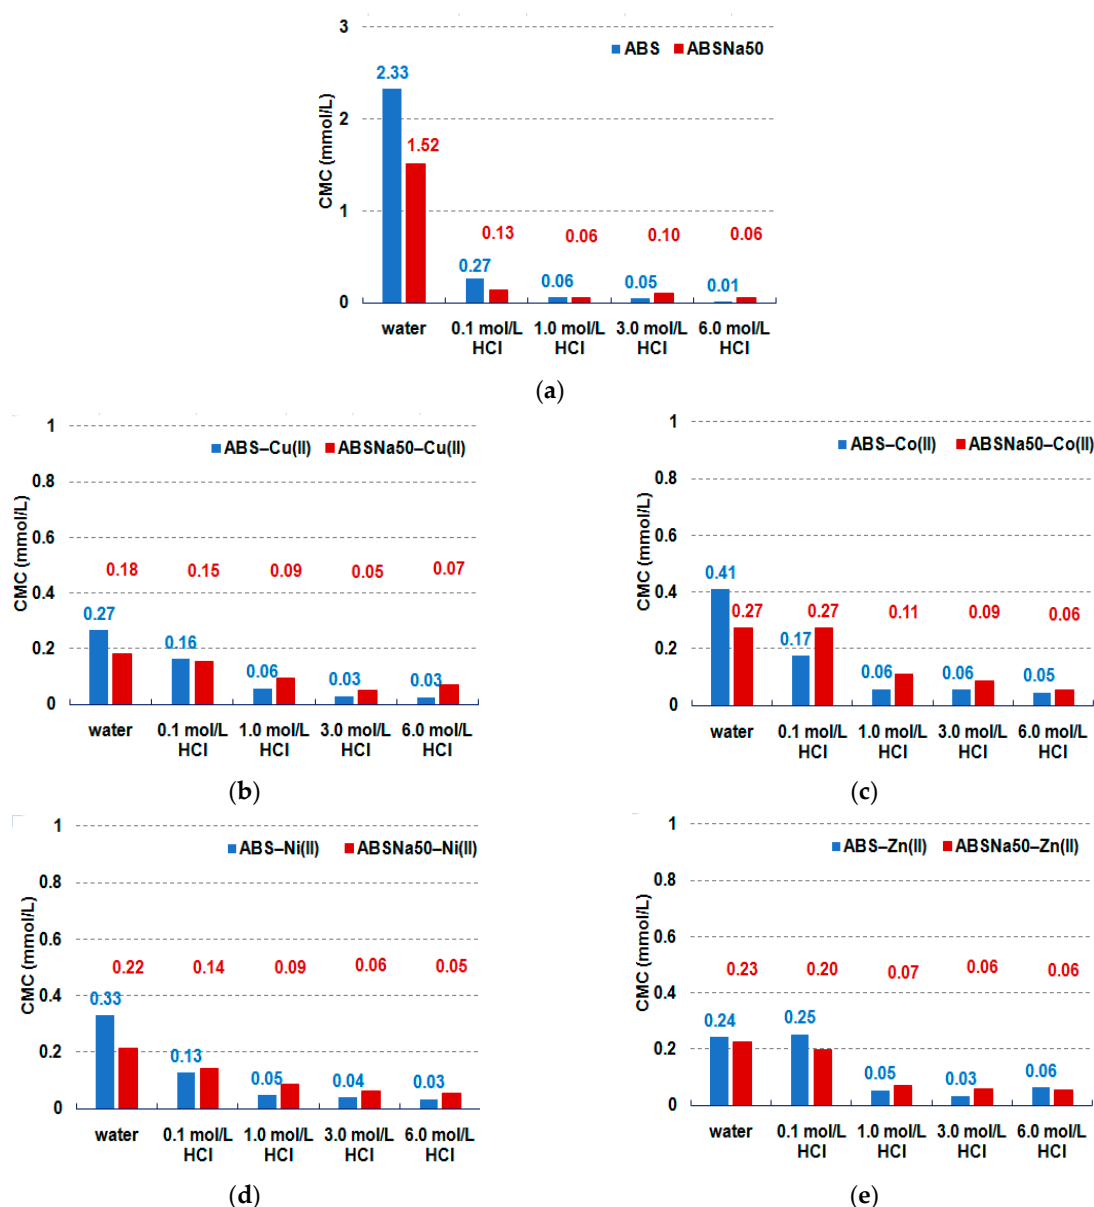 3
ABS ABSNa50
2.33
2
1.52
CMC (mmol/L)
1
0.13 0.06 0.10 0.06
0.27 0.06 0.05 0.01
0
water 0.1 mol/L 1.0 mol/L 3.0 mol/L 6.0 mol/L
HCl HCl HCl HCl
(a)
1
ABS–Cu(II) ABSNa50–Cu(II)
0.8
CMC (mmol/L)
0.6
0.18 0.15 0.09 0.05 0.07
0.4
0.27
0.2
0.16
0.06 0.03 0.03
0
water 0.1 mol/L 1.0 mol/L 3.0 mol/L 6.0 mol/L
HCl HCl HCl HCl
(b)
1
ABS–Co(II) ABSNa50–Co(II)
0.8
CMC (mmol/L)
0.6
0.41
0.4
0.27 0.27 0.11 0.09 0.06
0.17
0.2
0.06 0.06 0.05
0
water 0.1 mol/L 1.0 mol/L 3.0 mol/L 6.0 mol/L
HCl HCl HCl HCl
(c)
1
ABS–Ni(II) ABSNa50–Ni(II)
0.8
CMC (mmol/L)
0.6
0.22 0.14 0.09 0.06 0.05
0.4
0.33
0.2
0.13
0.05 0.04 0.03
0
water 0.1 mol/L 1.0 mol/L 3.0 mol/L 6.0 mol/L
HCl HCl HCl HCl
(d)
1
ABS–Zn(II) ABSNa50–Zn(II)
0.8
CMC (mmol/L)
0.6
0.23 0.20 0.07 0.06 0.06
0.4
0.24 0.25
0.2
0.05 0.03 0.06
0
water 0.1 mol/L 1.0 mol/L 3.0 mol/L 6.0 mol/L
HCl HCl HCl HCl
(e)